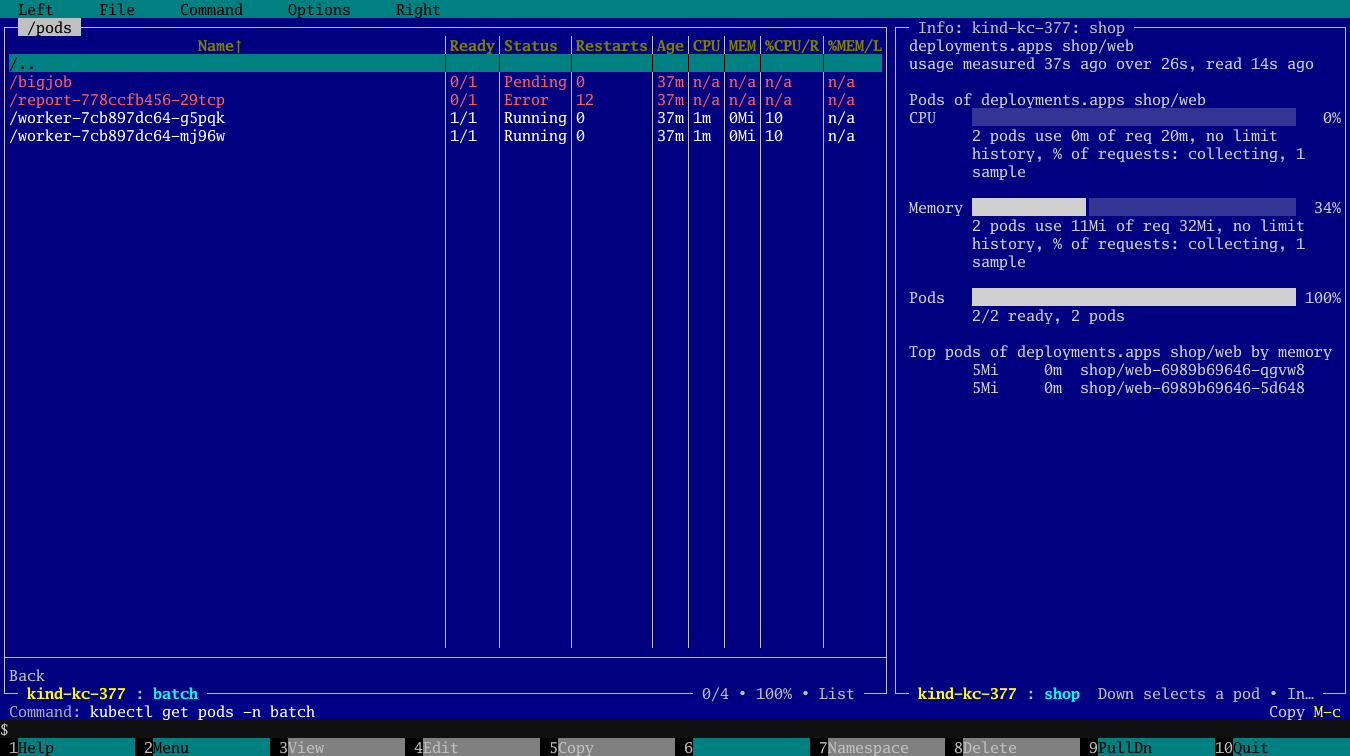 Left File Command Options Right
/pods
Name↑ Ready Status Restarts Age CPU MEM %CPU/R %MEM/L
/..
/bigjob 0/1 Pending 0 37m n/a n/a n/a n/a
/report-778ccfb456-29tcp 0/1 Error 12 37m n/a n/a n/a n/a
/worker-7cb897dc64-g5pqk 1/1 Running 0 37m 1m 0Mi 10 n/a
/worker-7cb897dc64-mj96w 1/1 Running 0 37m 1m 0Mi 10 n/a
Back
kind-kc-377 : batch 0/4 • 100% • List
Info: kind-kc-377: shop
deployments.apps shop/web
usage measured 37s ago over 26s, read 14s ago
Pods of deployments.apps shop/web
CPU 0%
2 pods use 0m of req 20m, no limit
history, % of requests: collecting, 1
sample
Memory 34%
2 pods use 11Mi of req 32Mi, no limit
history, % of requests: collecting, 1
sample
Pods 100%
2/2 ready, 2 pods
Top pods of deployments.apps shop/web by memory
5Mi 0m shop/web-6989b69646-qgvw8
5Mi 0m shop/web-6989b69646-5d648
kind-kc-377 : shop Down selects a pod • In…
Command: kubectl get pods -n batch Copy M-c
$
1Help 2Menu 3View 4Edit 5Copy 6 7Namespace 8Delete 9PullDn 10Quit